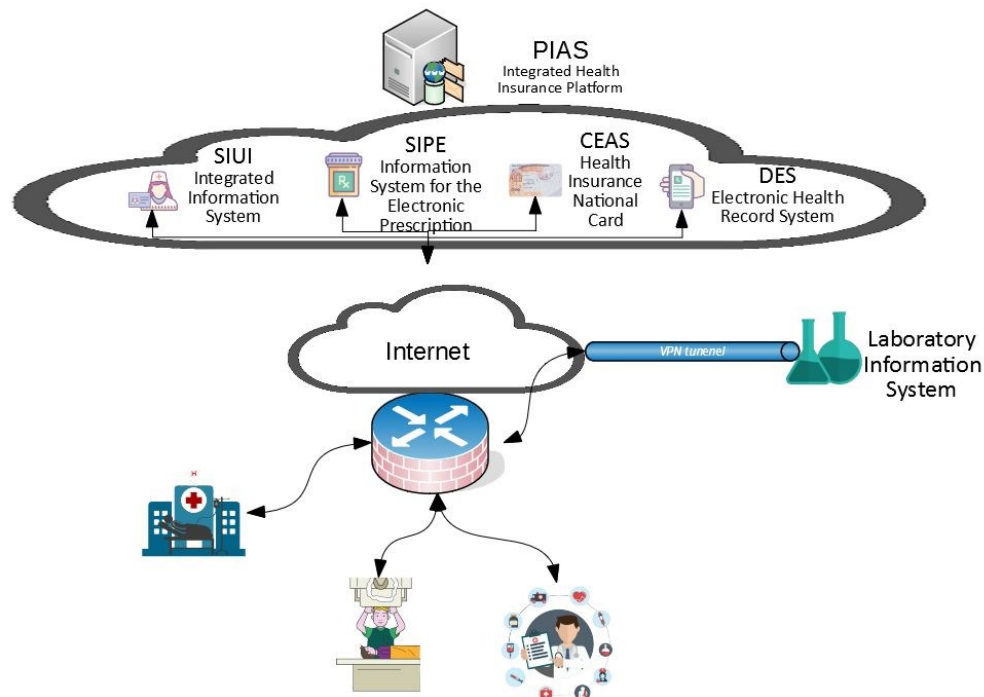 PIAS
Integrated Health
Insurance Platform
SIUI
Integrated
Information
System
SIPE
Information
System for the
Electronic
Prescription
Rx
CEAS
Health
Insurance
National
Card
DES
Electronic Health
Record System
Internet
VPN tunenel
Laboratory
Information
System
H